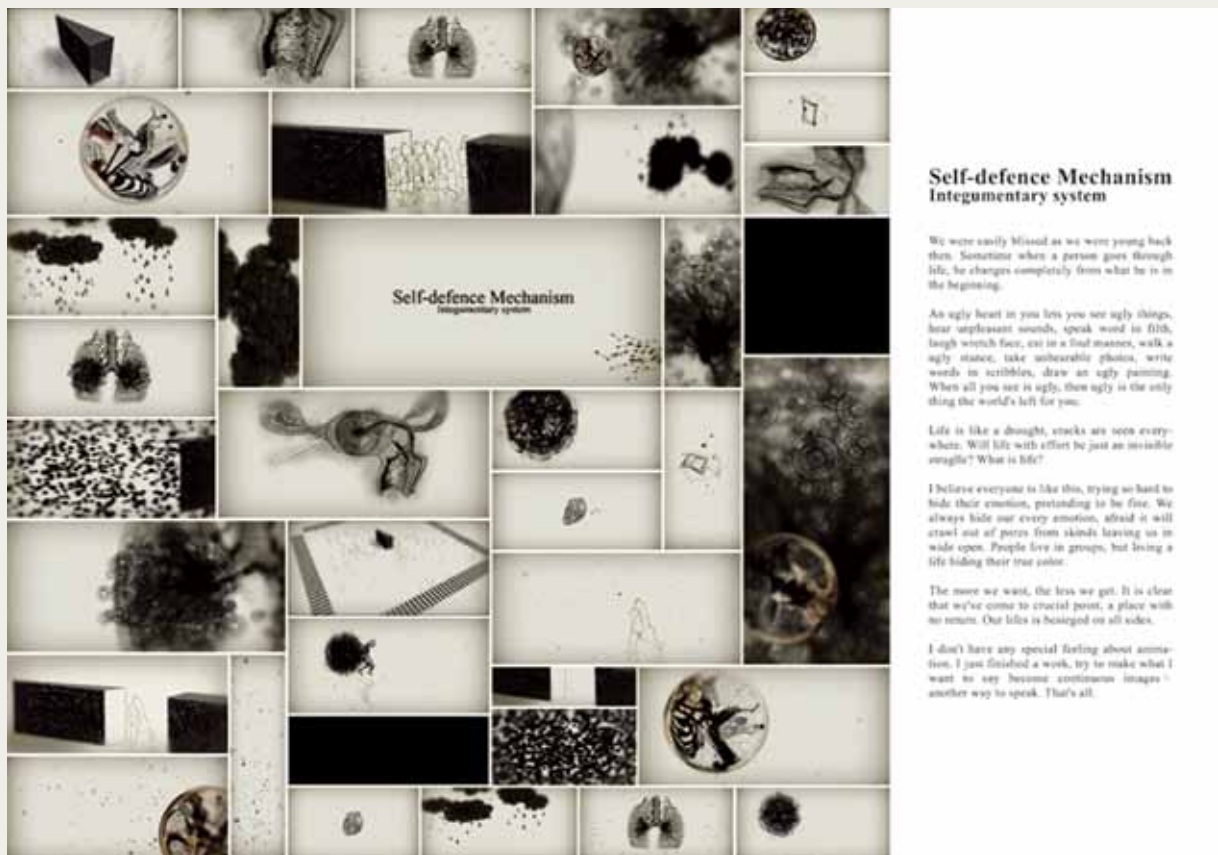 Self-defence Mechanism
Integumentary system
Self-defence Mechanism
Integumentary system
We were easily Missed as we were young back
then. Sometime when a person goes through
life, he changes completely from what he is in
the beginning.
An ugly heart in you lets you see ugly things,
hear unpleasant sounds, speak word in filth,
laugh wretch face, eat in a foul manner, walk a
ugly stance, take unbearable photos, write
words in scribbles, draw an ugly painting.
When all you see is ugly, then ugly is the only
thing the world's left for you.
Life is like a drought, cracks are seen every-
where. Will life with effort be just an invisible
What is life?
I believe everyone is like this, trying so hard to
hide their emotion, pretending to be fine. We
always hide our every emotion, afraid it will
crawl out of pores from skinds leaving us in
wide open. People live in groups, but living a
life hiding their true color.
The more we want, the less we get. It is clear
that we've come to crucial point, a place with
no return. Our lifes is besieged on all sides.
I don't have any special feeling about anima-
tion. I just finished a work, try to make what I
want to say become continuous images -
another way to speak. That's all.